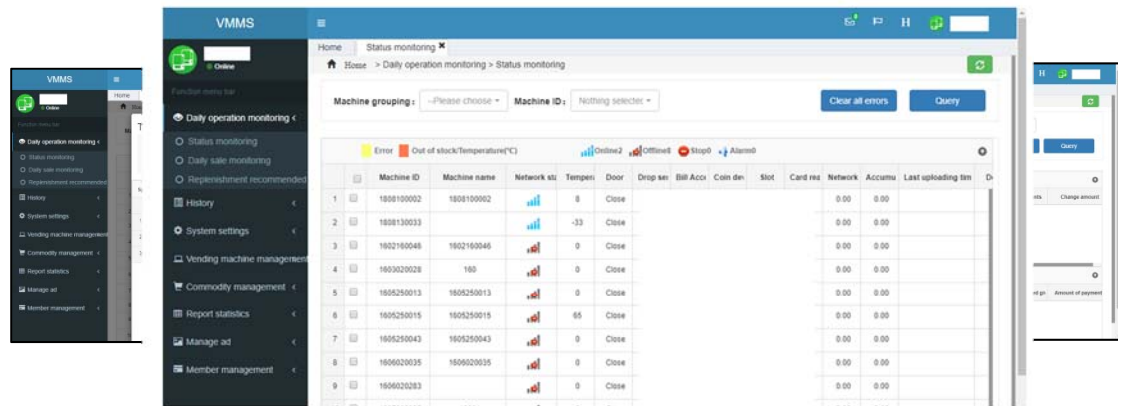 VMMS
H
Online
Function menu bar
Daily operation monitoring <
Status monitoring
Daily sale monitoring
Replenishment recommended
History <
System settings <
Vending machine management
Commodity management <
Report statistics <
Manage ad <
Member management <
Home Status monitoring ✖
Home > Daily operation monitoring > Status monitoring
Machine grouping : --Please choose Machine ID : Nothing selectec Clear all errors Query
Error Out of stock/Temperature(°C) Online2 Offline8 Stop0 Alarm0
Machine ID Machine name Network sta Tempera Door Drop sen Bill Acce Coin dev Slot Card rea Network Accumu Last uploading tim D
1 1808100002 1808100002 8 Close 0.00 0.00
2 1808130033 -33 Close 0.00 0.00
3 1602160046 1602160046 0 Close 0.00 0.00
4 1603020028 160 0 Close 0.00 0.00
5 1605250013 1605250013 0 Close 0.00 0.00
6 1605250015 1605250015 65 Close 0.00 0.00
7 1605250043 1605250043 0 Close 0.00 0.00
8 1606020035 1606020035 0 Close 0.00 0.00
9 1606020283 0 Close 0.00 0.00
VMMS
Home
Online
Function menu bar
Daily operation monitoring <
Status monitoring
Daily sale monitoring
Replenishment recommended
History <
System settings <
Vending machine management
Commodity management <
Report statistics <
Manage ad <
Member management <
H
Query
Change amount
Amount of payment